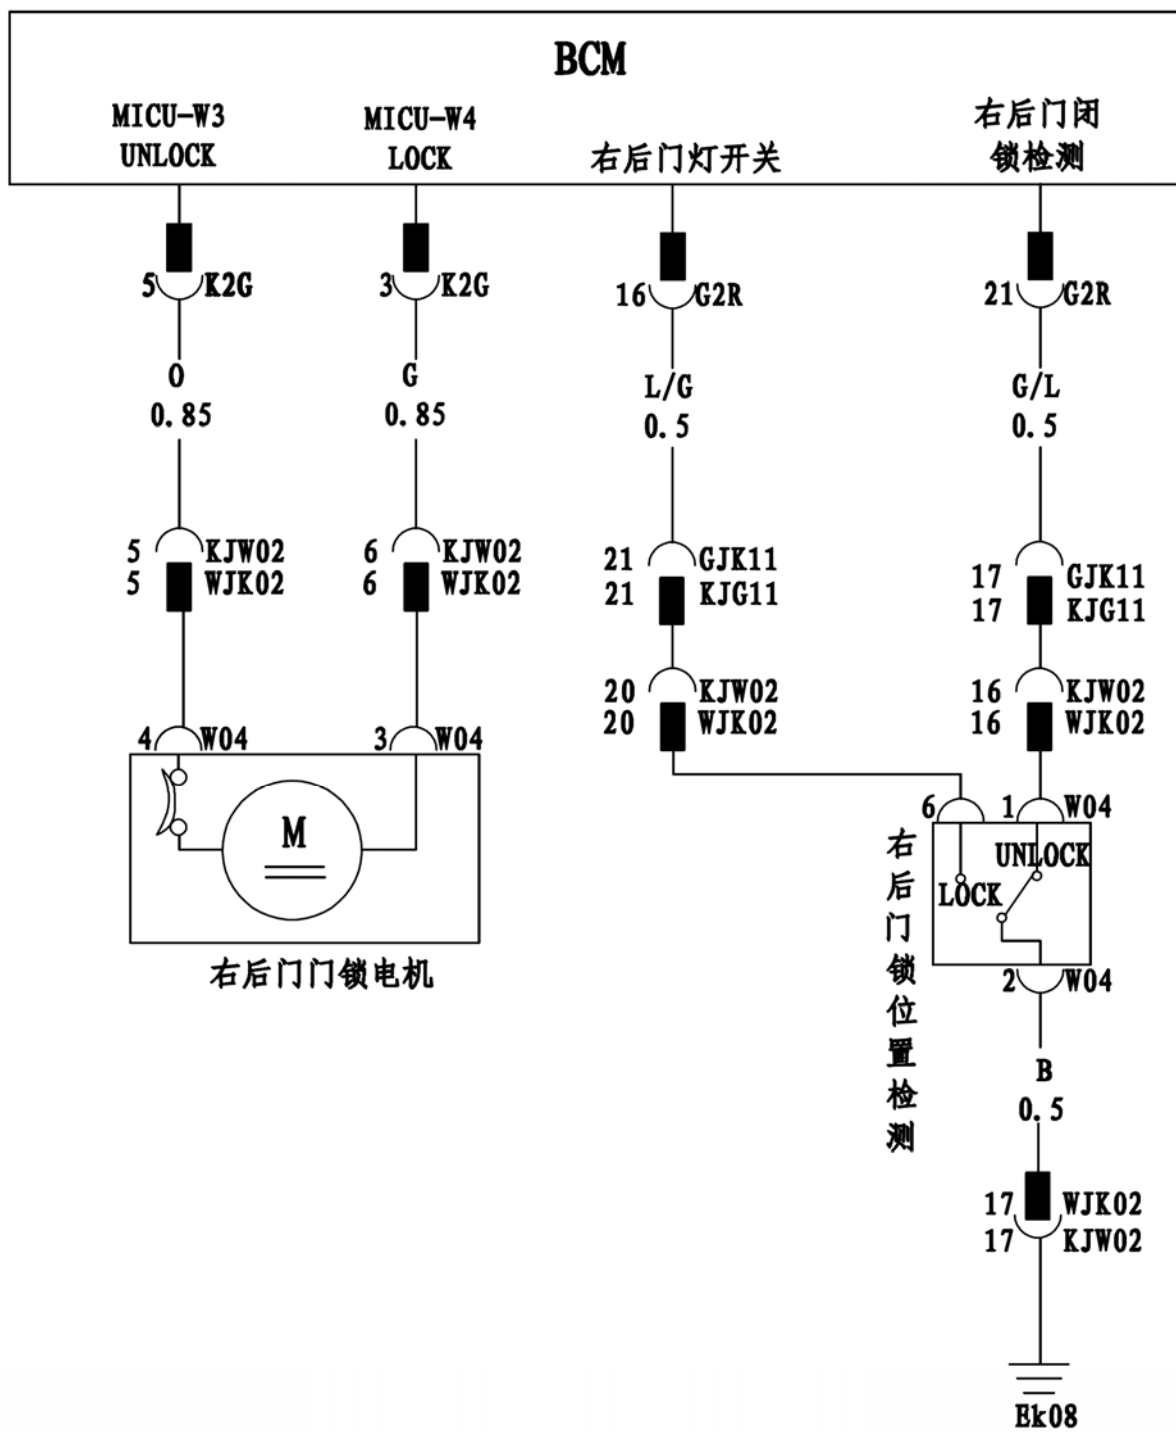 BCM
MICU-W3
UNLOCK
MICU-W4
LOCK
右后门灯开关
右后门闭
锁检测
5 K2G
3 K2G
16 G2R
21 G2R
O
0.85
G
0.85
L/G
0.5
G/L
0.5
5 KJW02
5 WJK02
6 KJW02
6 WJK02
21 GJK11
21 KJG11
17 GJK11
17 KJG11
20 KJW02
20 WJK02
16 KJW02
16 WJK02
4 W04
3 W04
M
右后门门锁电机
6
1 W04
UNLOCK
LOCK
右后门锁位置检测
2 W04
B
0.5
17 WJK02
17 KJW02
Ek08